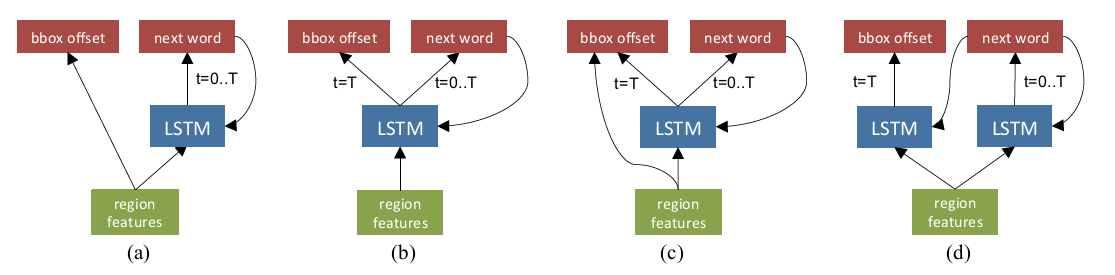 bbox offset next word
t=0..T
LSTM
region
features
(a)
bbox offset next word
t=T t=0..T
LSTM
region
features
(b)
bbox offset next word
t=T t=0..T
LSTM
region
features
(c)
bbox offset next word
t=T t=0..T
LSTM LSTM
region
features
(d)